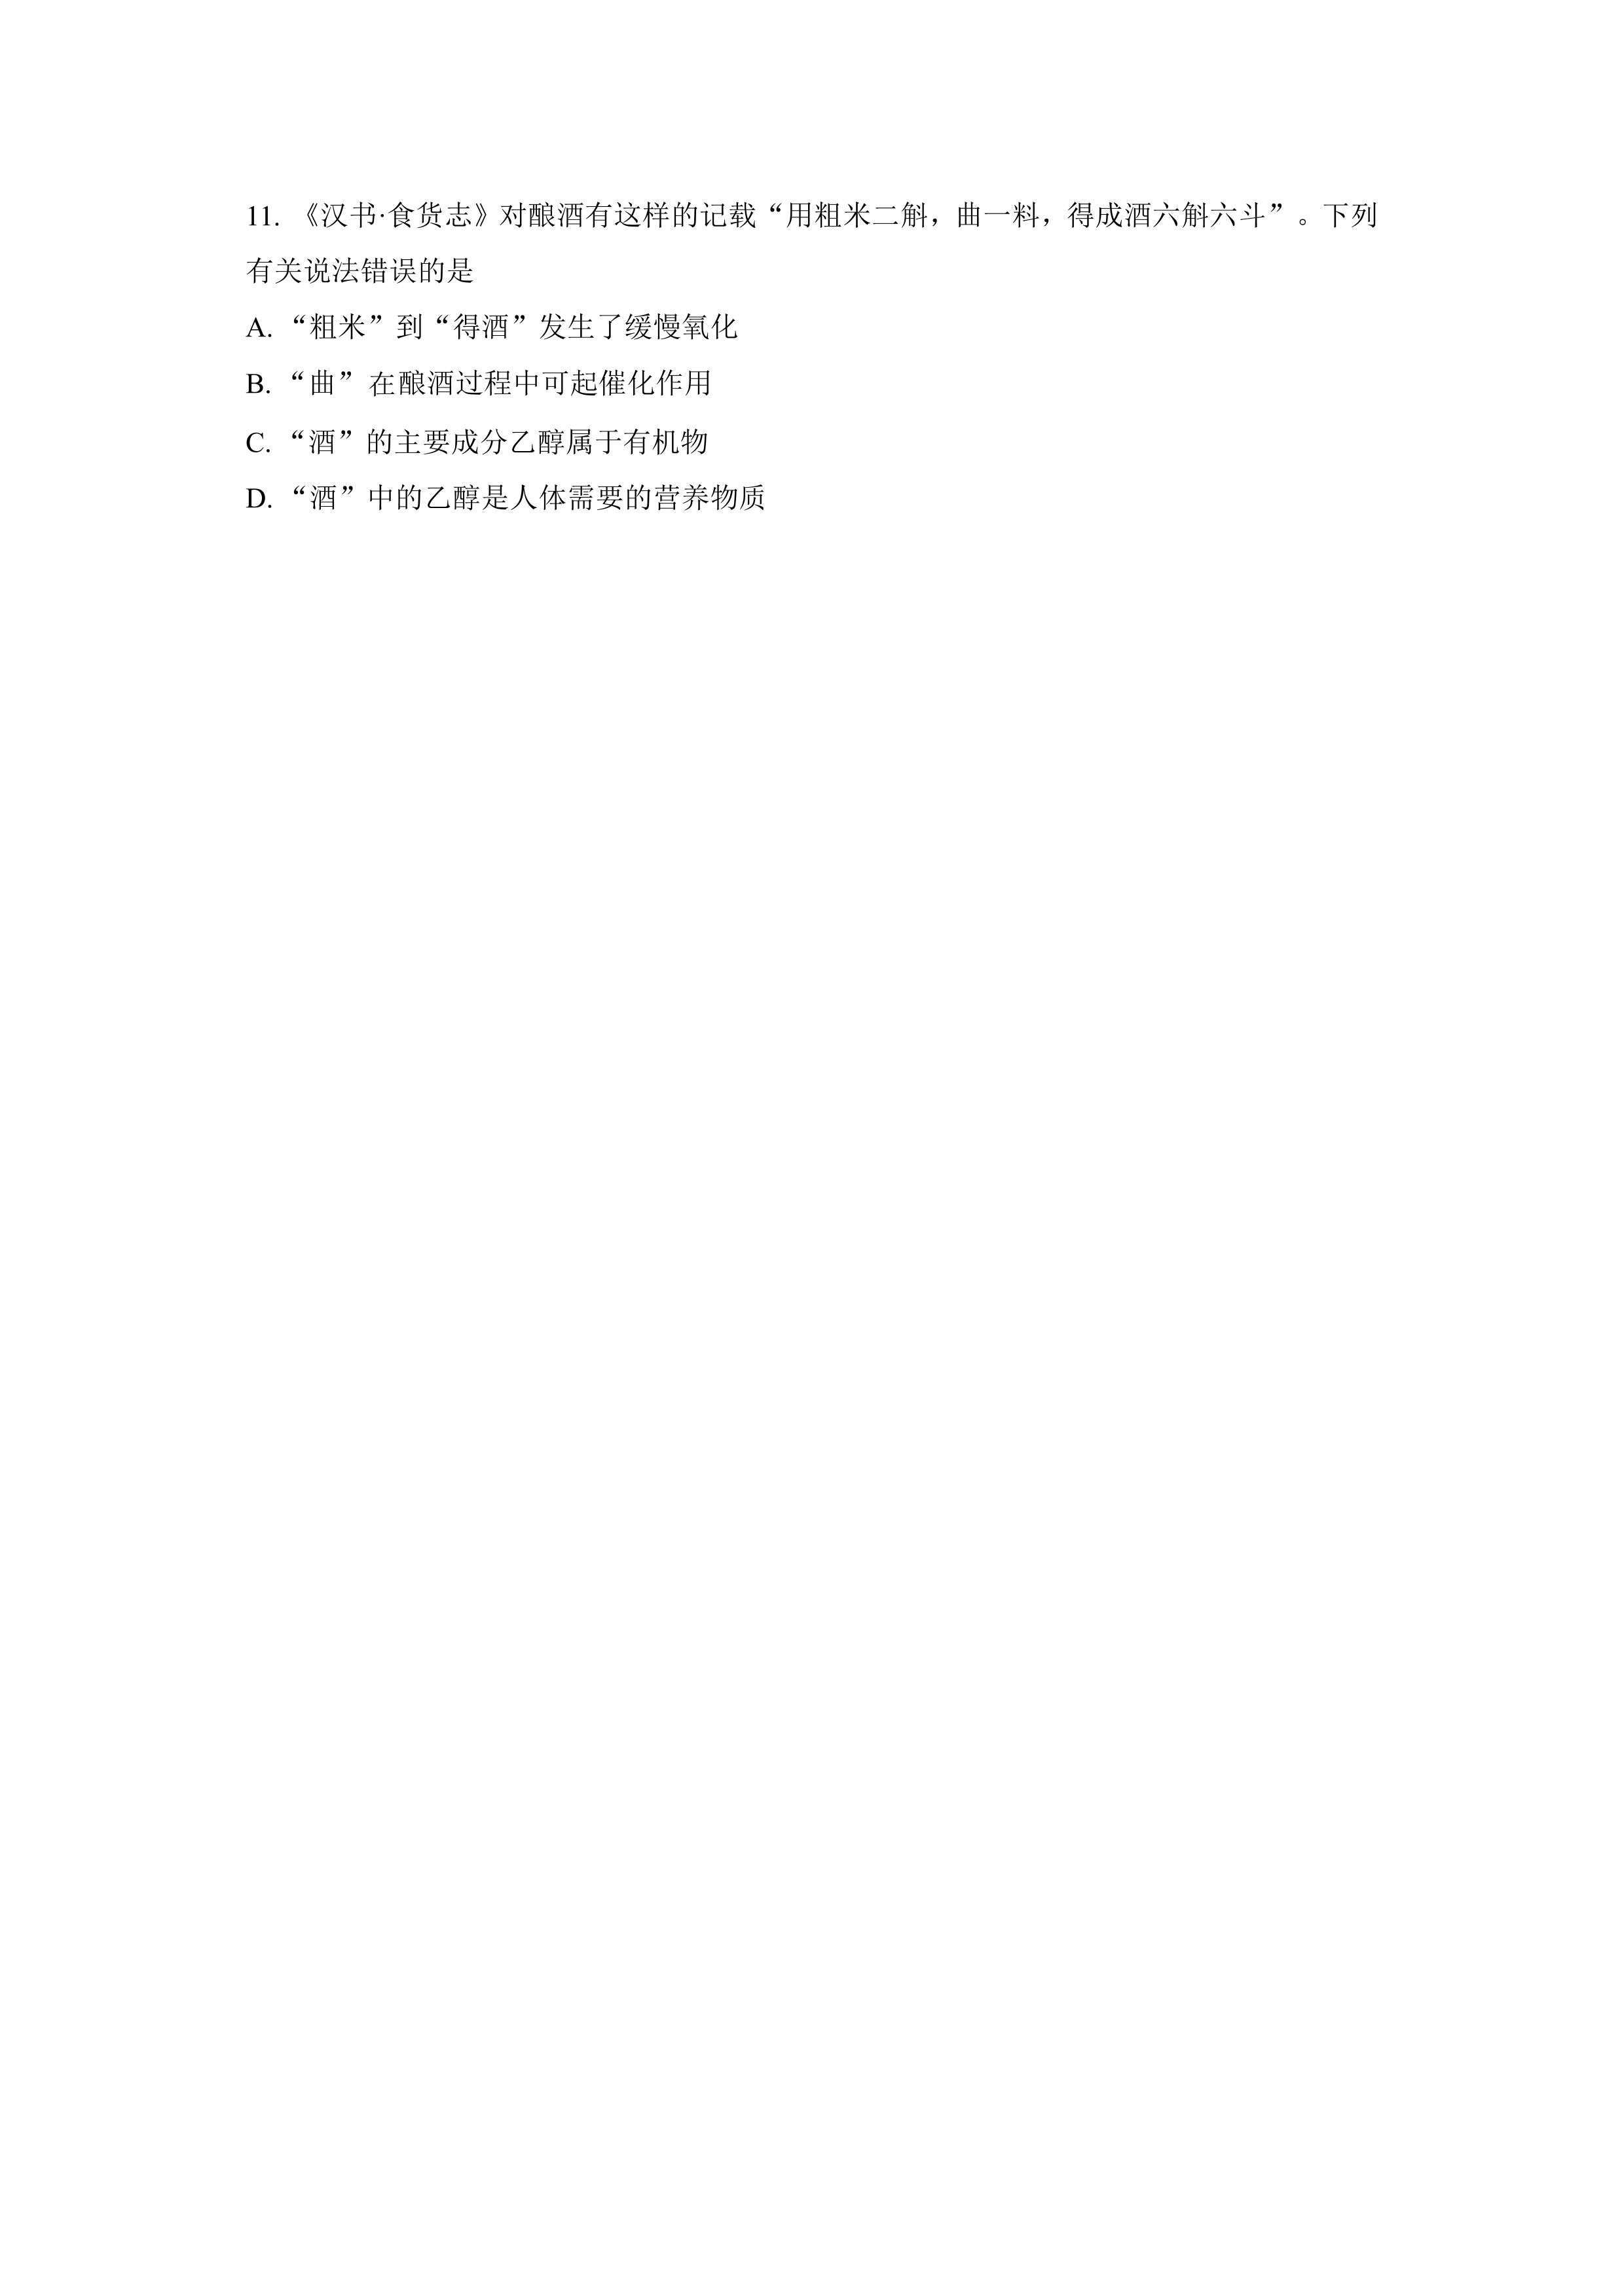 11. 《汉书·食货志》对酿酒有这样的记载“用粗米二斛，曲一料，得成酒六斛六斗”。下列
有关说法错误的是
A. “粗米”到“得酒”发生了缓慢氧化
B. “曲” 在酿酒过程中可起催化作用
C. “酒”的主要成分乙醇属于有机物
D. “酒”中的乙醇是人体需要的营养物质